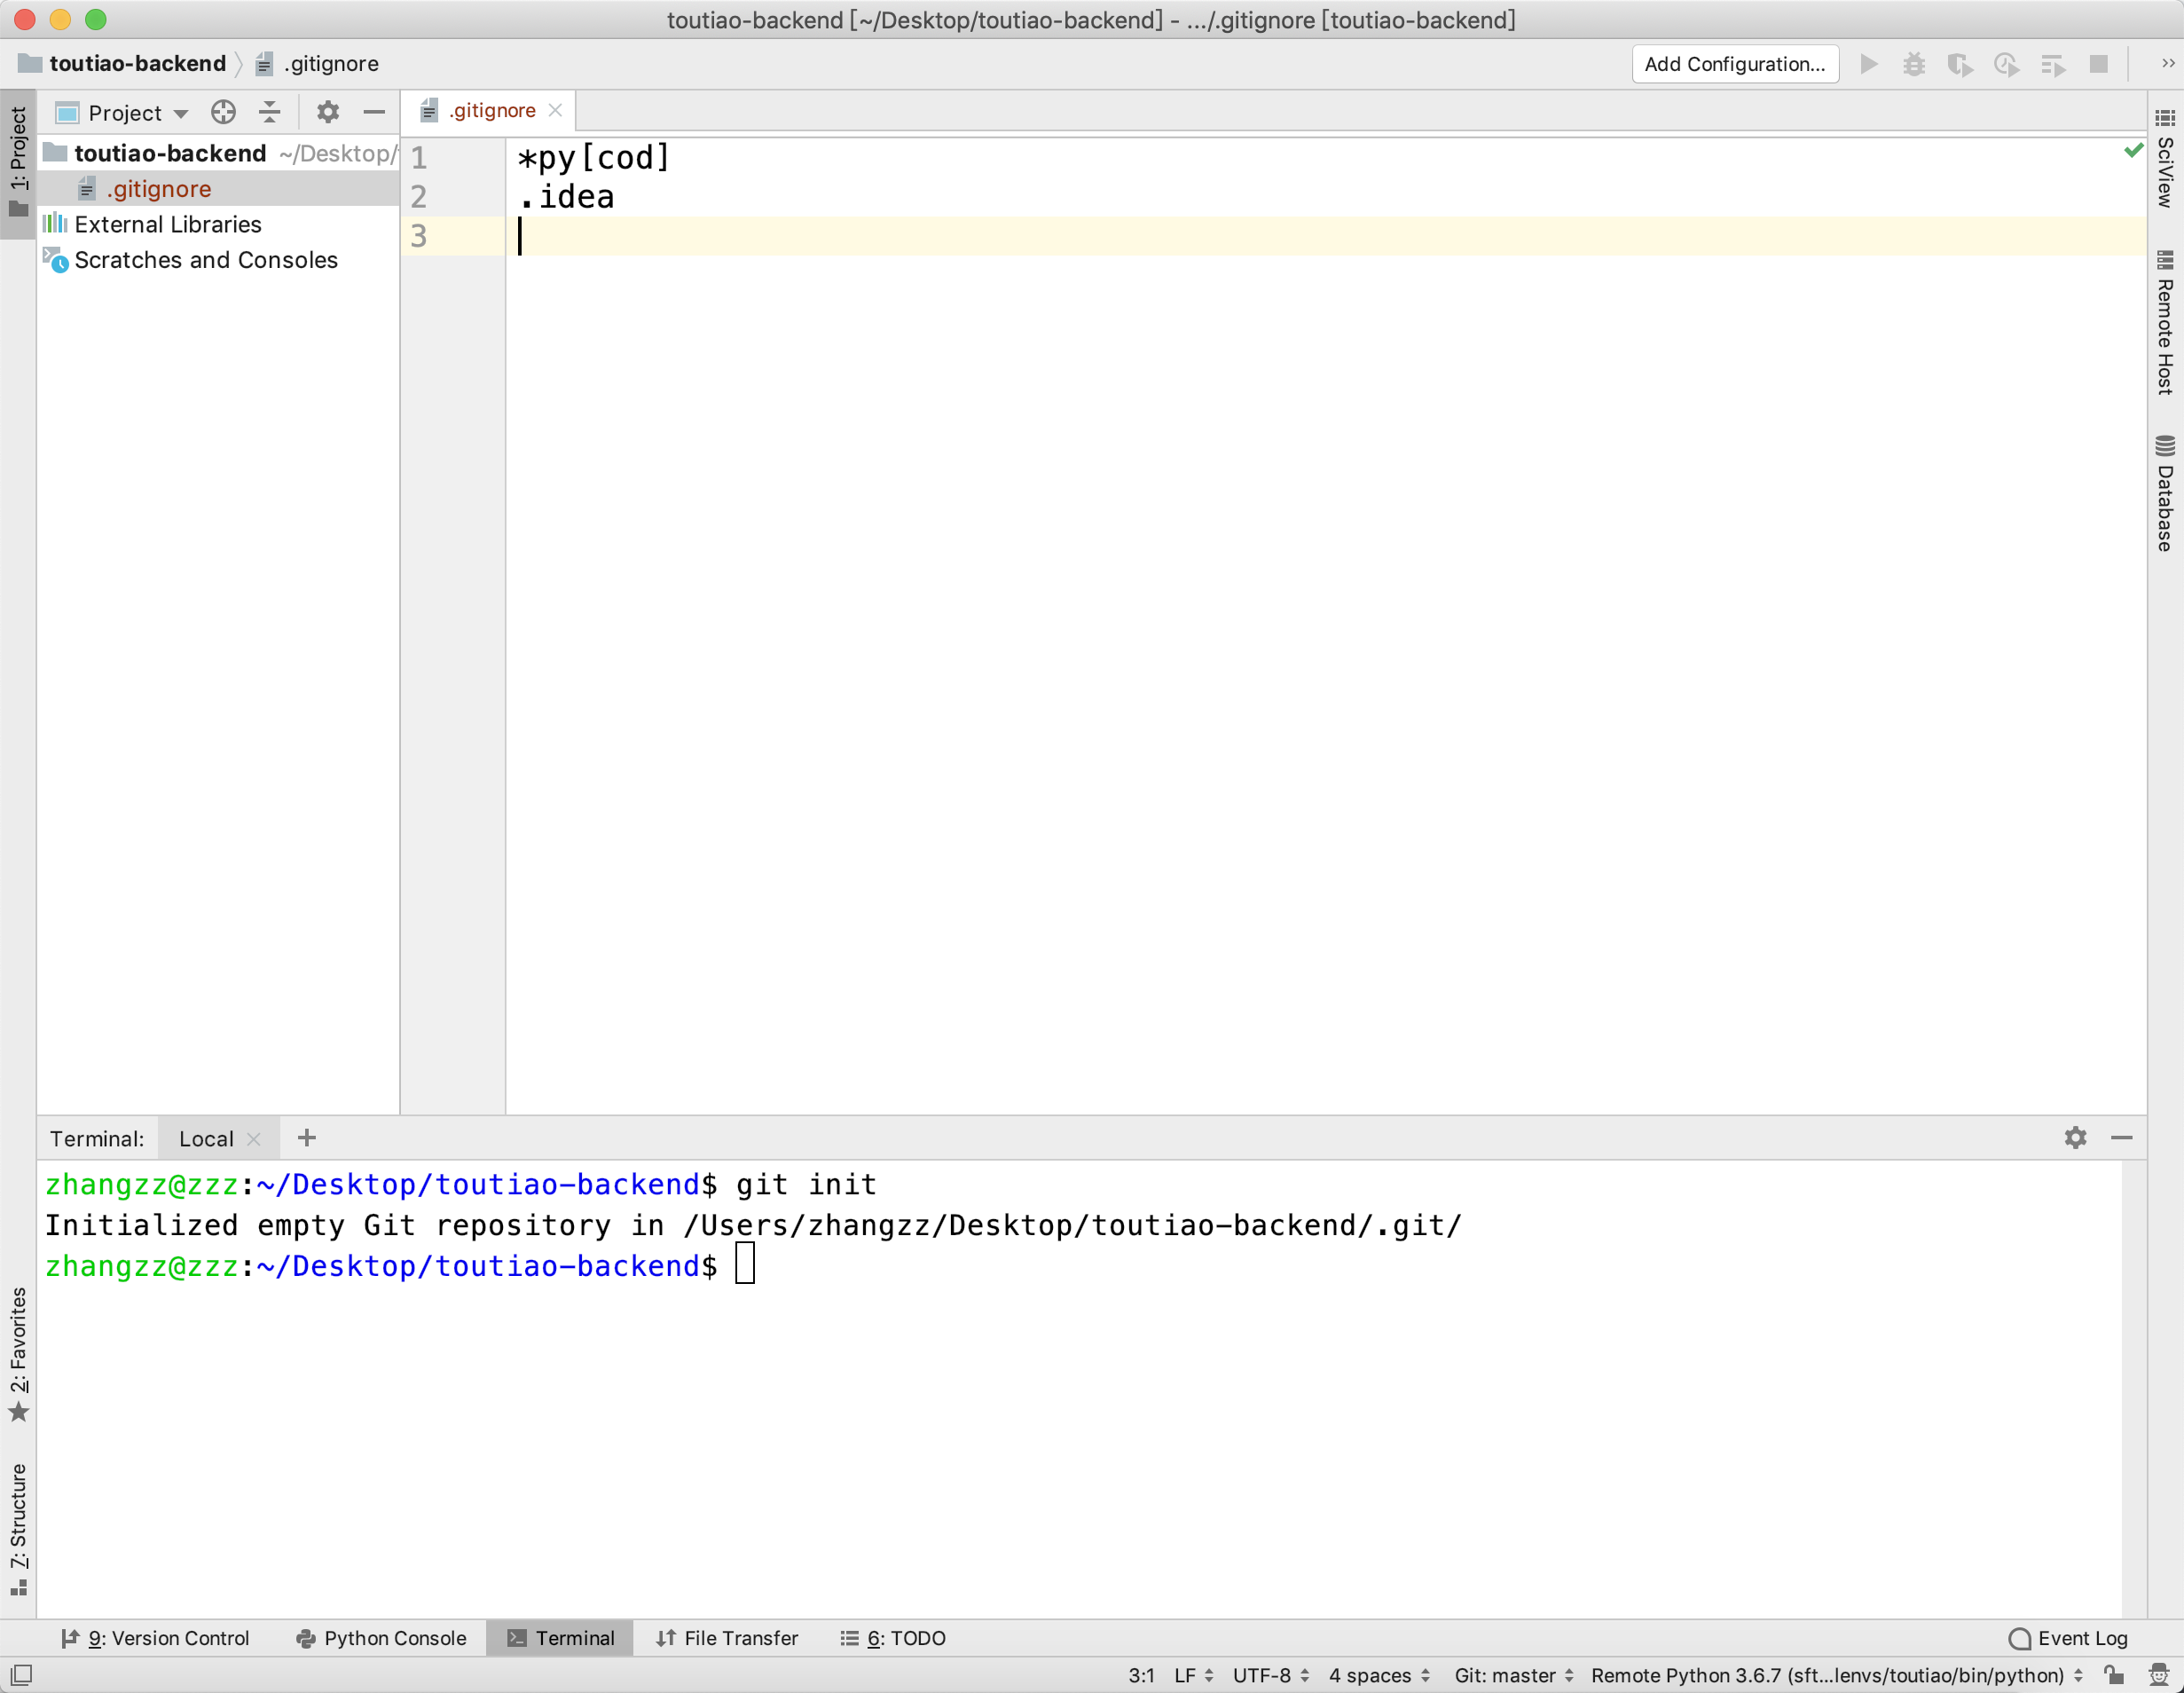 toutiao-backend [~/Desktop/toutiao-backend] - .../.gitignore [toutiao-backend]
toutiao-backend .gitignore
Add Configuration...
1: Project
Project
.gitignore
toutiao-backend ~/Desktop/
.gitignore
External Libraries
Scratches and Consoles
1 *py[cod]
2 .idea
3
SciView
Remote Host
Database
Terminal: Local
zhangzz@zzz:~/Desktop/toutiao-backend$ git init
Initialized empty Git repository in /Users/zhangzz/Desktop/toutiao-backend/.git/
zhangzz@zzz:~/Desktop/toutiao-backend$
2: Favorites
7: Structure
9: Version Control Python Console Terminal File Transfer 6: TODO Event Log
3:1 LF UTF-8 4 spaces Git: master Remote Python 3.6.7 (sft...lenvs/toutiao/bin/python)